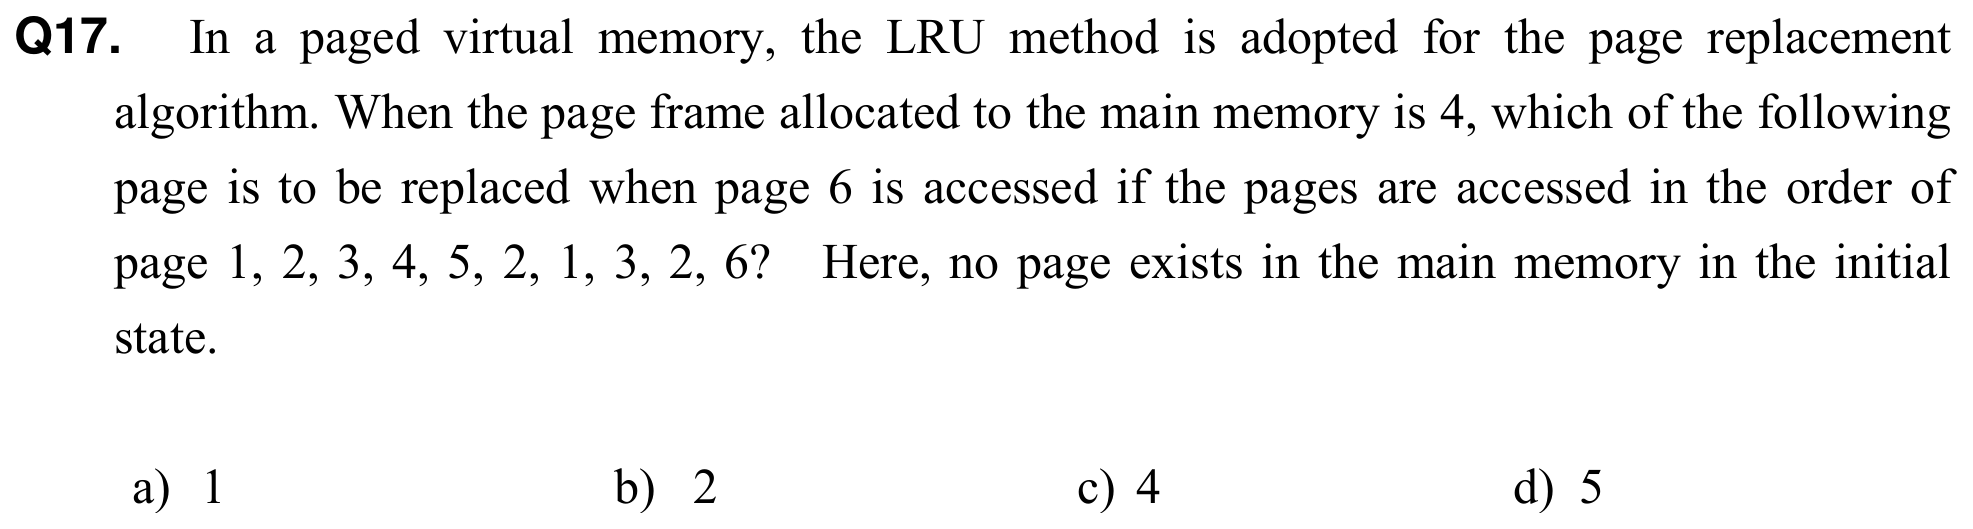 Q17. In a paged virtual memory, the LRU method is adopted for the page replacement
algorithm. When the page frame allocated to the main memory is 4, which of the following
page is to be replaced when page 6 is accessed if the pages are accessed in the order of
page 1, 2, 3, 4, 5, 2, 1, 3, 2, 6? Here, no page exists in the main memory in the initial
state.
a) 1 b) 2 c) 4 d) 5